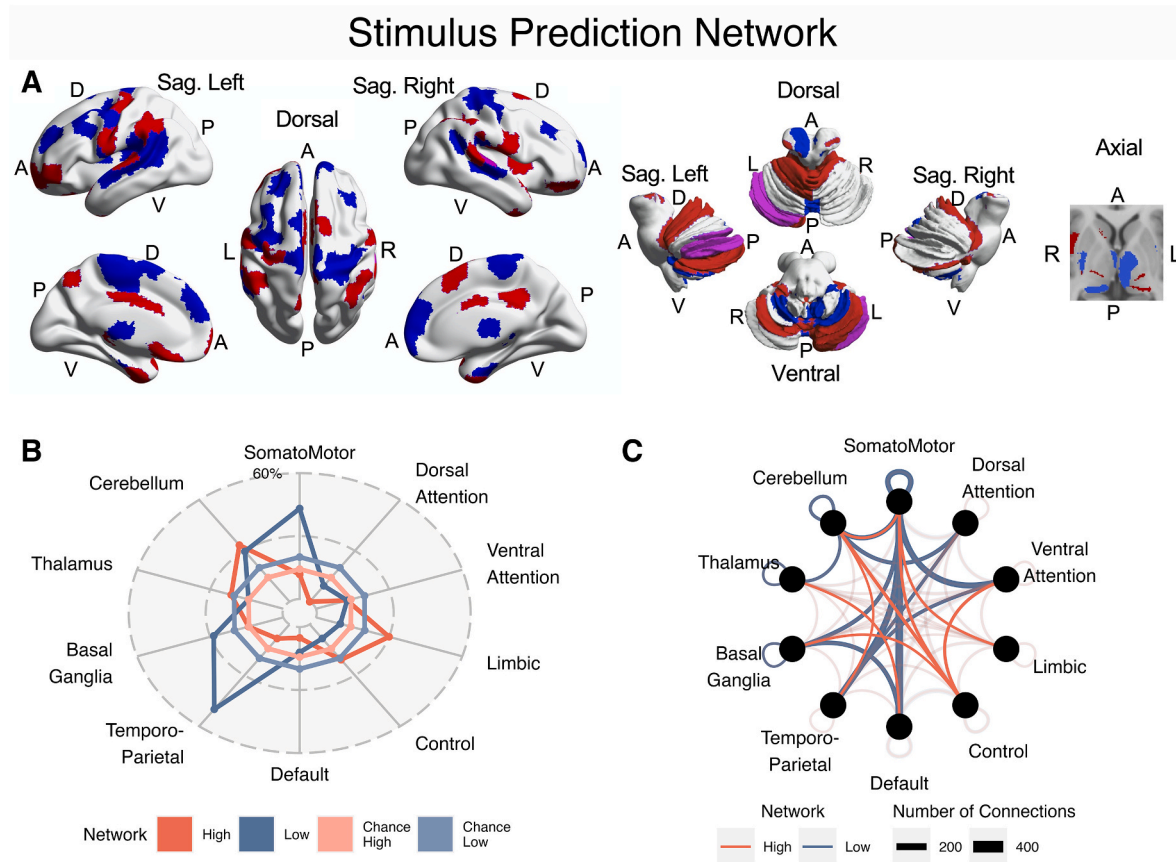 Stimulus Prediction Network
A
D
Sag. Left
P
A
V
Dorsal
A
L
R
P
Sag. Right
D
P
A
V
D
P
A
V
D
P
A
V
Dorsal
A
L
R
P
Sag. Left
D
A
P
V
Sag. Right
D
P
A
V
A
R
L
P
Ventral
Axial
A
R
L
P
B
SomatoMotor
60%
Dorsal
Attention
Ventral
Attention
Limbic
Control
Default
Temporo-
Parietal
Basal
Ganglia
Thalamus
Cerebellum
Network
High
Low
Chance
High
Chance
Low
C
SomatoMotor
Dorsal
Attention
Ventral
Attention
Limbic
Control
Default
Temporo-
Parietal
Basal
Ganglia
Thalamus
Cerebellum
Network
High
Low
Number of Connections
200
400